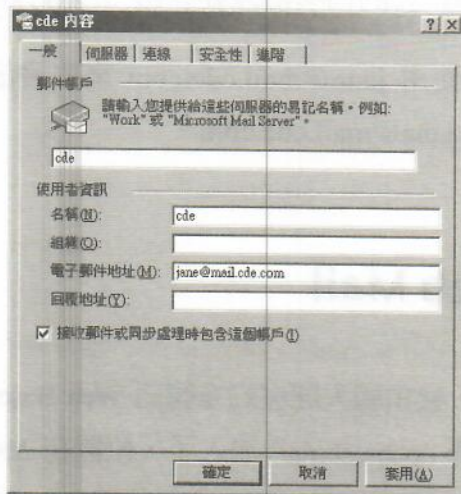 cde 內容
一般 伺服器 連線 安全性 進階
郵件帳戶
請輸入您提供給這些伺服器的易記名稱。例如:
"Work" 或 "Microsoft Mail Server"。
cde
使用者資訊
名稱(N): cde
組織(O):
電子郵件地址(M): jane@mail.cde.com
回覆地址(Y):
接收郵件或同步處理時包含這個帳戶(I)
確定 取消 套用(A)